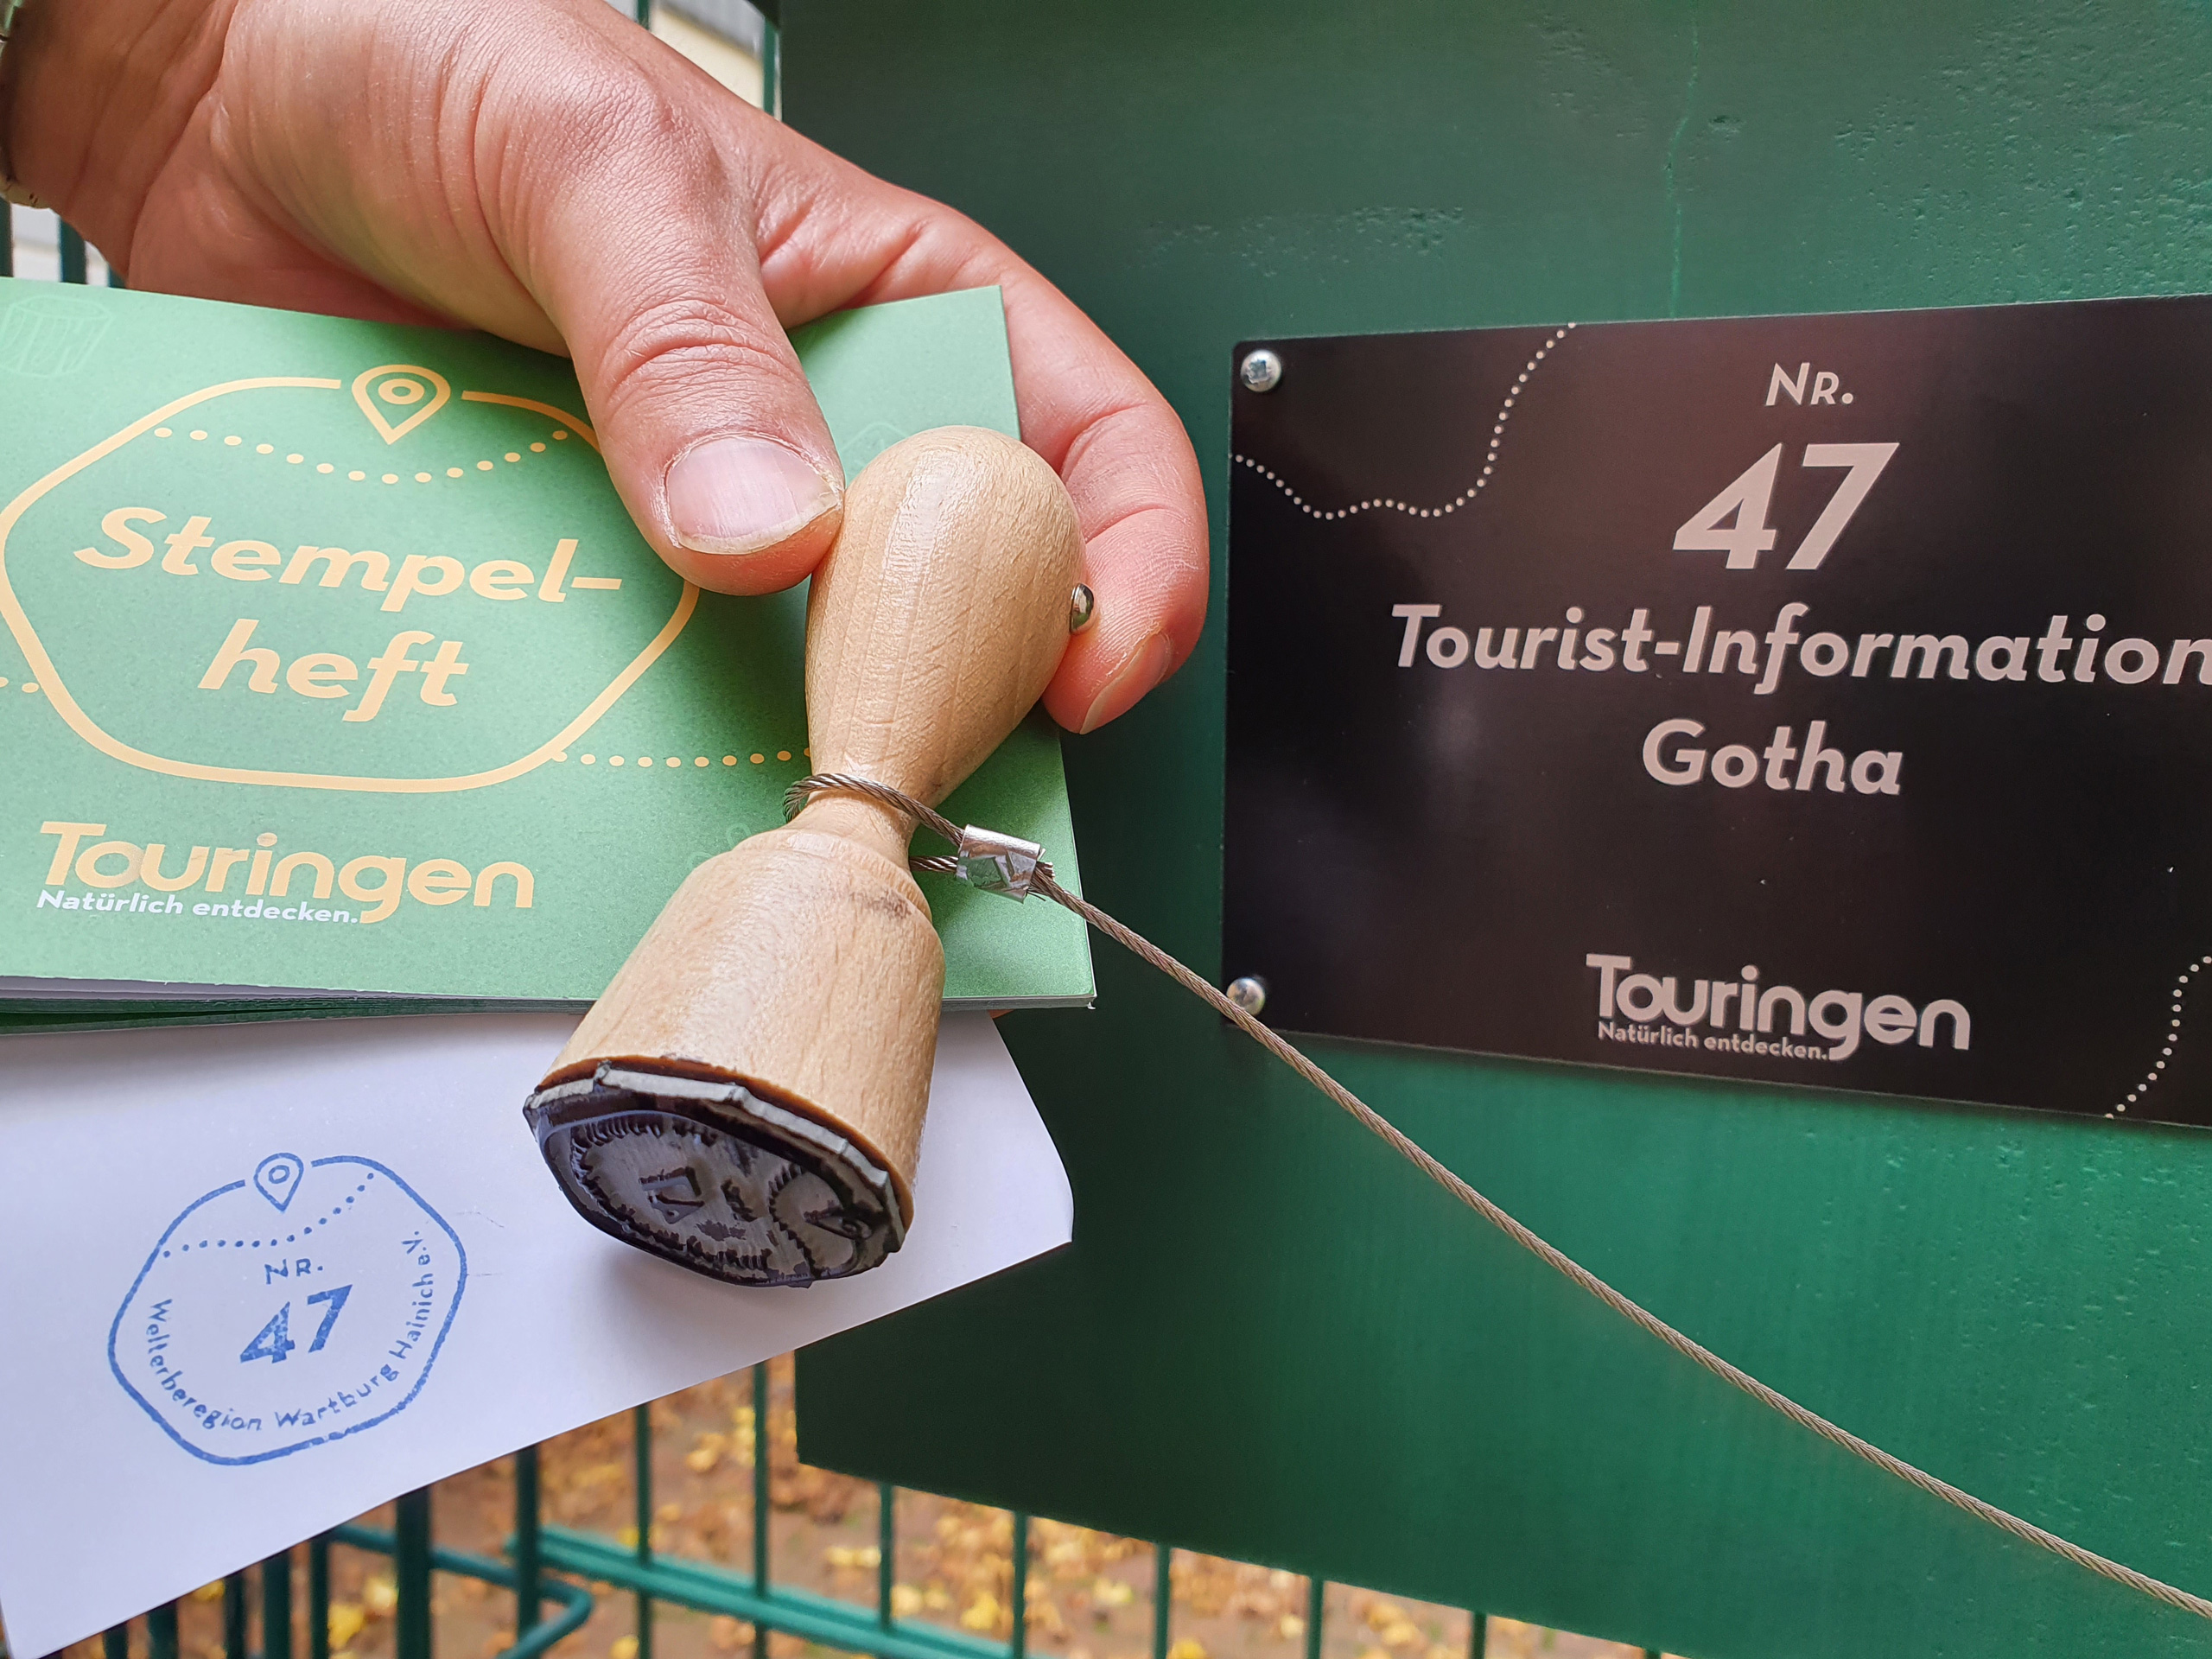 Stempel-
heft
Touringen
Natürlich entdecken.
NR.
47
Welterberegion Wartburg Hainich e.V.
NR.
47
Tourist-Information
Gotha
Touringen
Natürlich entdecken.